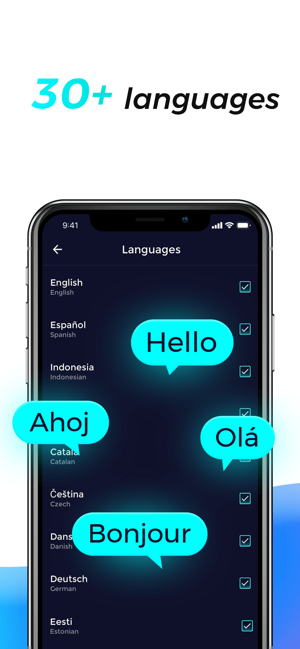 30+ languages
9:41
Languages
English
English
Español
Spanish
Hello
Indonesia
Indonesian
Ahoj
Olá
Català
Catalan
Čeština
Czech
Bonjour
Dans
Danish
Deutsch
German
Eesti
Estonian